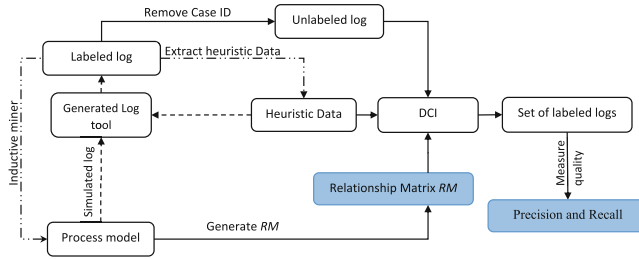 Remove Case ID
Unlabeled log
Labeled log
Extract heuristic Data
Generated Log
tool
Heuristic Data
DCI
Set of labeled logs
Inductive miner
Simulated log
Measure
quality
Relationship Matrix RM
Precision and Recall
Process model
Generate RM